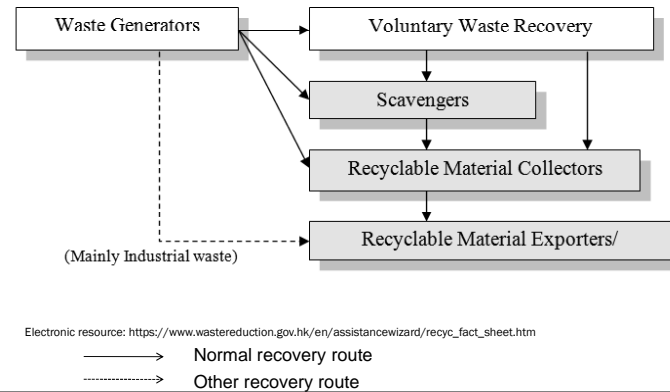 Waste Generators
Voluntary Waste Recovery
Scavengers
Recyclable Material Collectors
Recyclable Material Exporters/
(Mainly Industrial waste)
Electronic resource: https://www.wastereduction.gov.hk/en/assistancewizard/recyc_fact_sheet.htm
Normal recovery route
Other recovery route